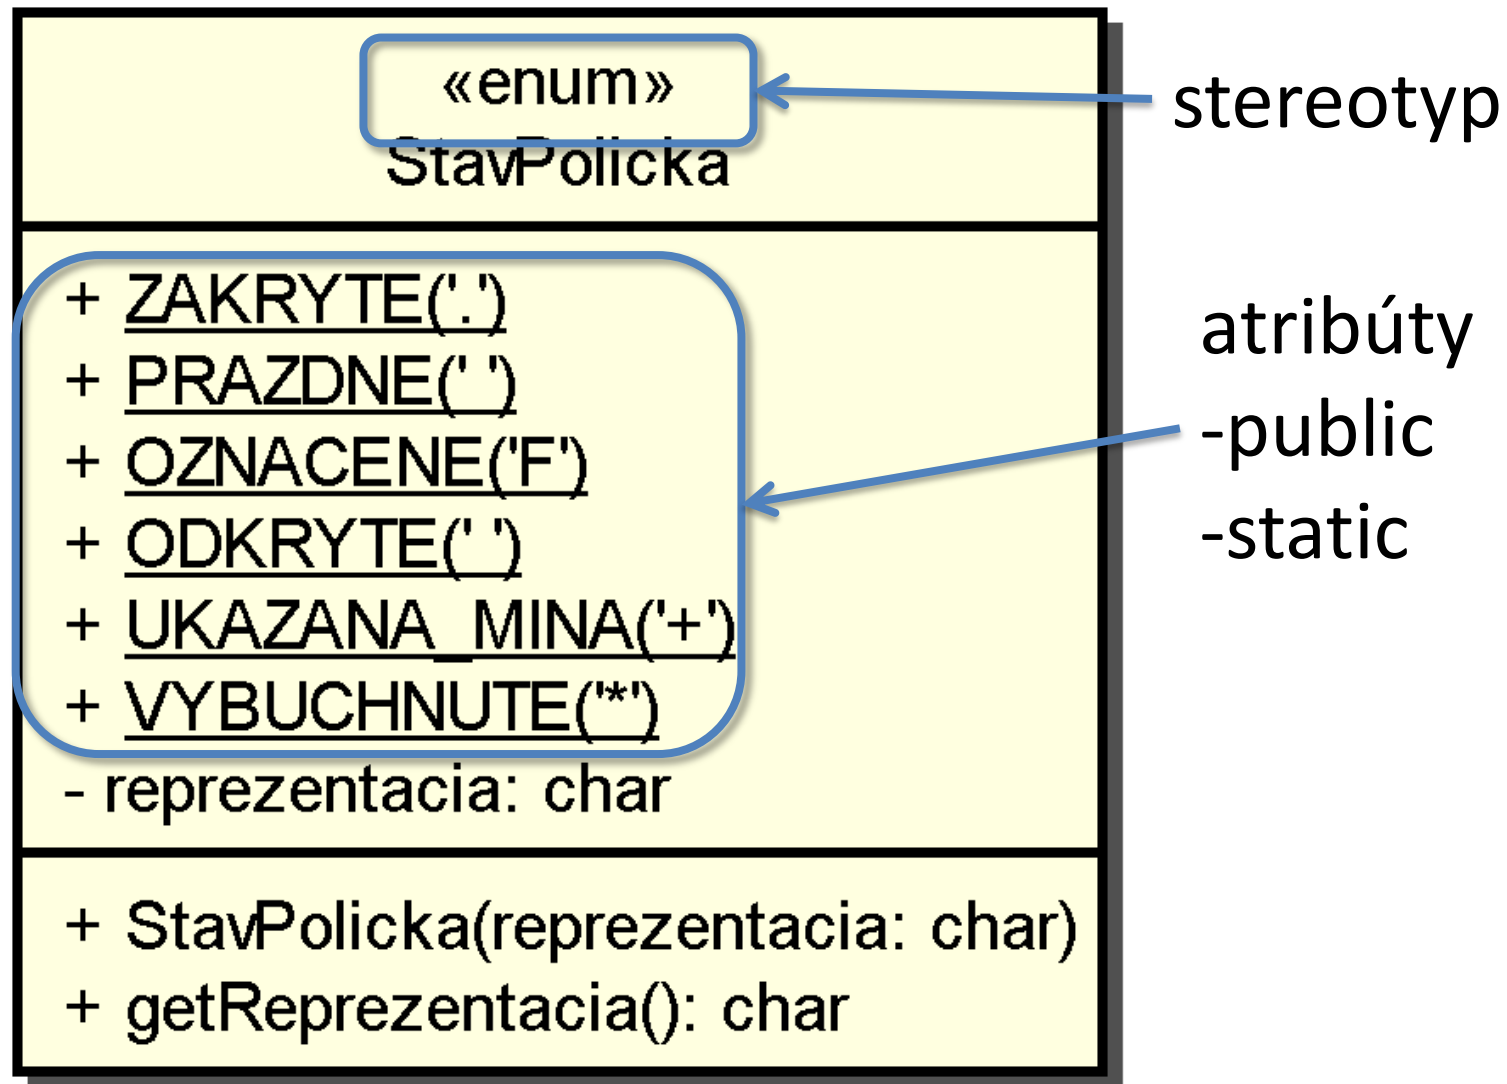 «enum»
StavPolicka
stereotyp
+ ZAKRYTE('.')
+ PRAZDNE(' ')
+ OZNACENE('F')
+ ODKRYTE(' ')
+ UKAZANA_MINA('+')
+ VYBUCHNUTE('*')
- reprezentacia: char
atribúty
-public
-static
+ StavPolicka(reprezentacia: char)
+ getReprezentacia(): char